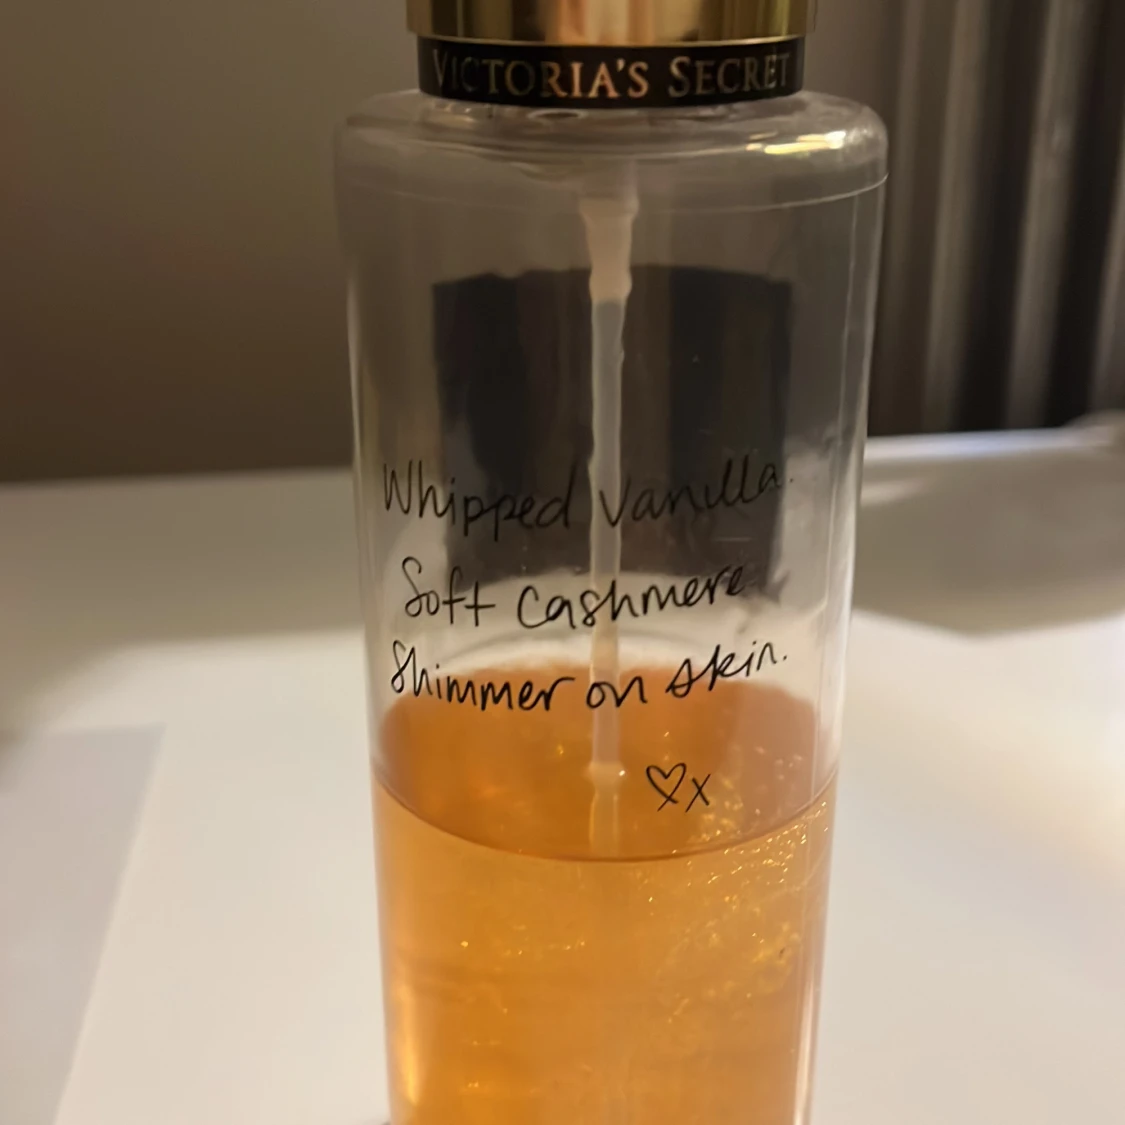 VICTORIA'S SECRET
Whipped Vanilla.
Soft Cashmere
Shimmer on skin.
♡x